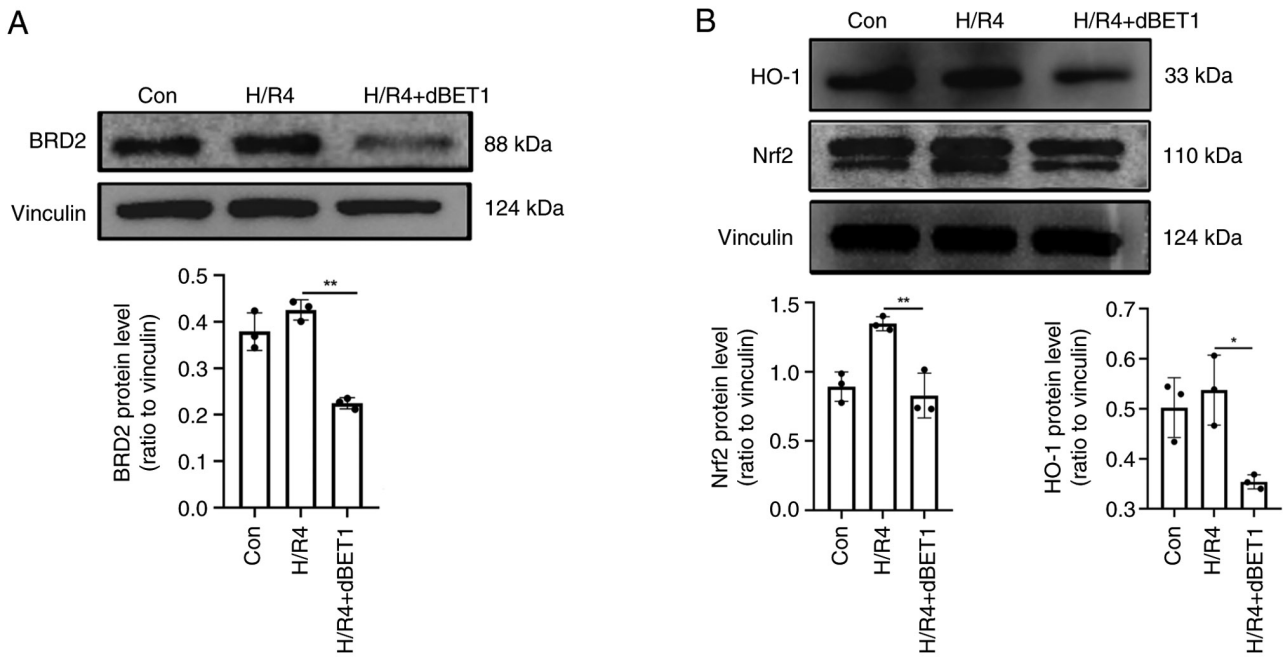 A
Con H/R4 H/R4+dBET1
BRD2 88 kDa
Vinculin 124 kDa
BRD2 protein level
(ratio to vinculin)
0.5
0.4
0.3
0.2
0.1
0.0
**
Con
H/R4
H/R4+dBET1
B
Con H/R4 H/R4+dBET1
HO-1 33 kDa
Nrf2 110 kDa
Vinculin 124 kDa
Nrf2 protein level
(ratio to vinculin)
1.5
1.0
0.5
0.0
**
Con
H/R4
H/R4+dBET1
HO-1 protein level
(ratio to vinculin)
0.7
0.6
0.5
0.4
0.3
*
Con
H/R4
H/R4+dBET1